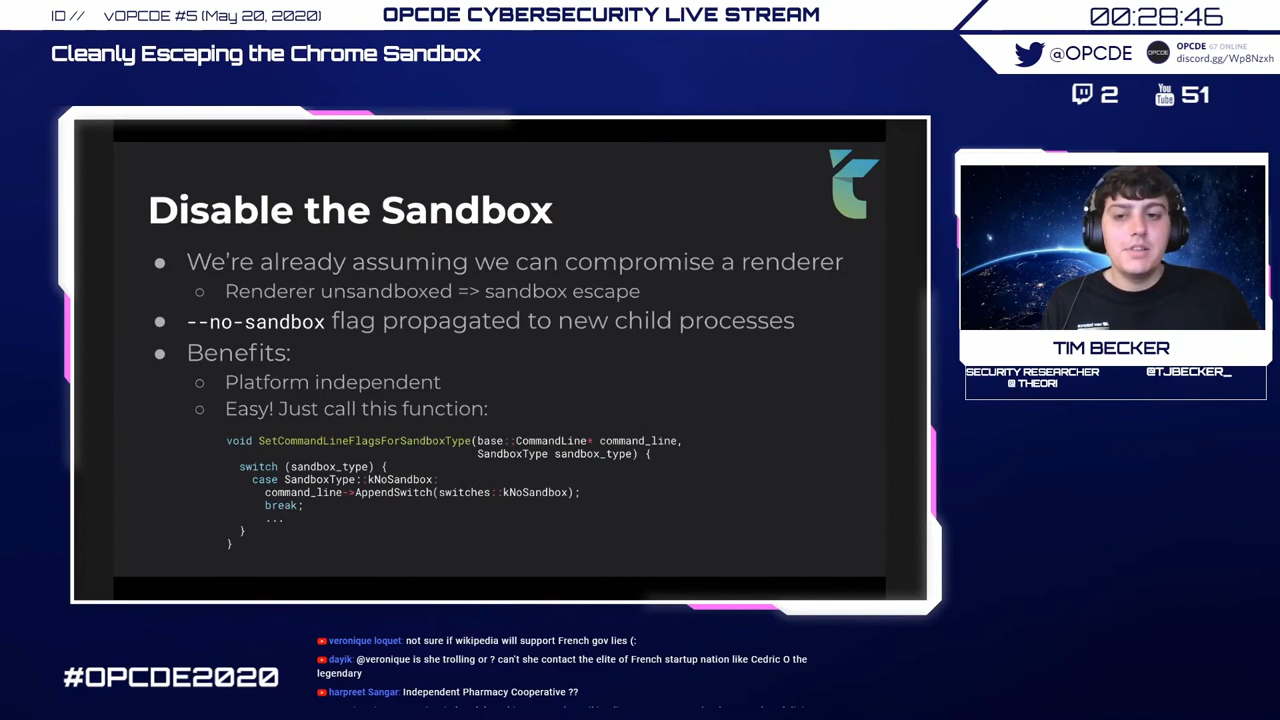 ID // vOPCDE #5 (May 20, 2020)
OPCDE CYBERSECURITY LIVE STREAM
00:28:46
Cleanly Escaping the Chrome Sandbox
@OPCDE
OPCDE 67 ONLINE
discord.gg/Wp8Nzxh
2
You Tube 51
Disable the Sandbox
● We're already assuming we can compromise a renderer
○ Renderer unsandboxed => sandbox escape
● --no-sandbox flag propagated to new child processes
● Benefits:
○ Platform independent
○ Easy! Just call this function:
void SetCommandLineFlagsForSandboxType(base::CommandLine* command_line,
SandboxType sandbox_type) {
switch (sandbox_type) {
case SandboxType::kNoSandbox:
command_line->AppendSwitch(switches::kNoSandbox);
break;
...
}
}
TIM BECKER
SECURITY RESEARCHER
@ THEORI
@TJBECKER_
#OPCDE2020
veronique loquet: not sure if wikipedia will support French gov lies (:
dayik: @veronique is she trolling or ? can't she contact the elite of French startup nation like Cedric O the
legendary
harpreet Sangar: Independent Pharmacy Cooperative ??